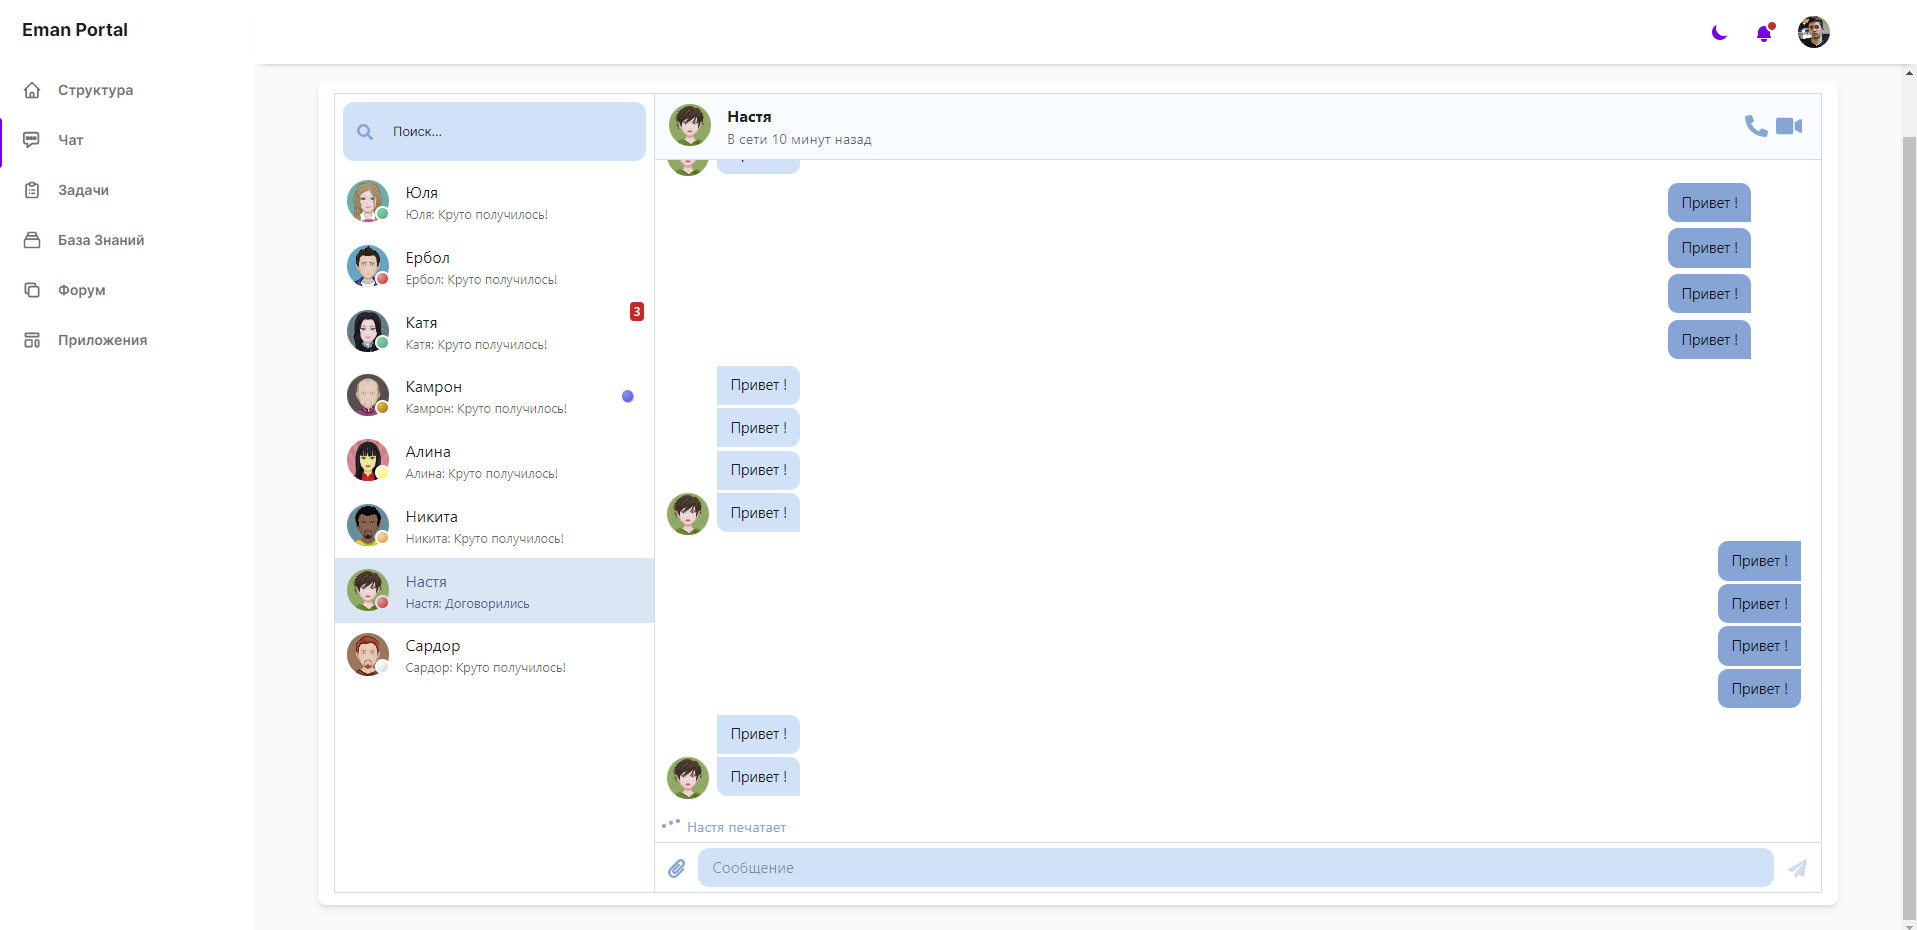 Eman Portal
Структура
Чат
Задачи
База Знаний
Форум
Приложения
Поиск...
Юля
Юля: Круто получилось!
Ербол
Ербол: Круто получилось!
3
Катя
Катя: Круто получилось!
Камрон
Камрон: Круто получилось!
Алина
Алина: Круто получилось!
Никита
Никита: Круто получилось!
Настя
Настя: Договорились
Сардор
Сардор: Круто получилось!
Настя
В сети 10 минут назад
Привет !
Привет !
Привет !
Привет !
Привет !
Привет !
Привет !
Привет !
Привет !
Привет !
Привет !
Привет !
Привет !
Привет !
Настя печатает
Сообщение